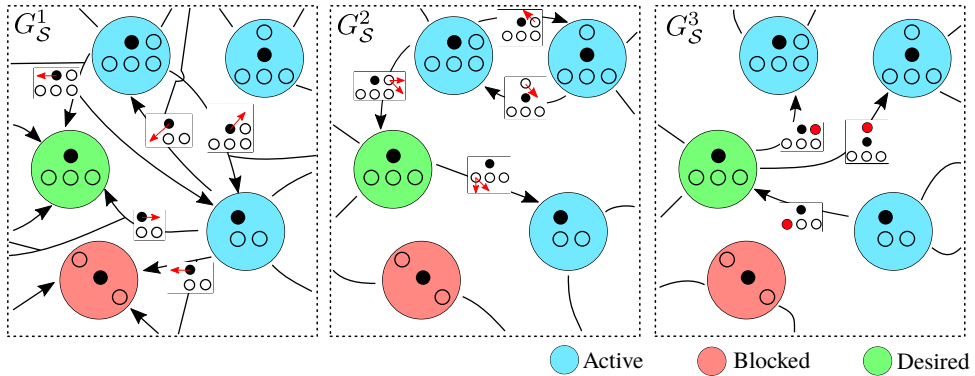 G_S^1
G_S^2
G_S^3
Active
Blocked
Desired